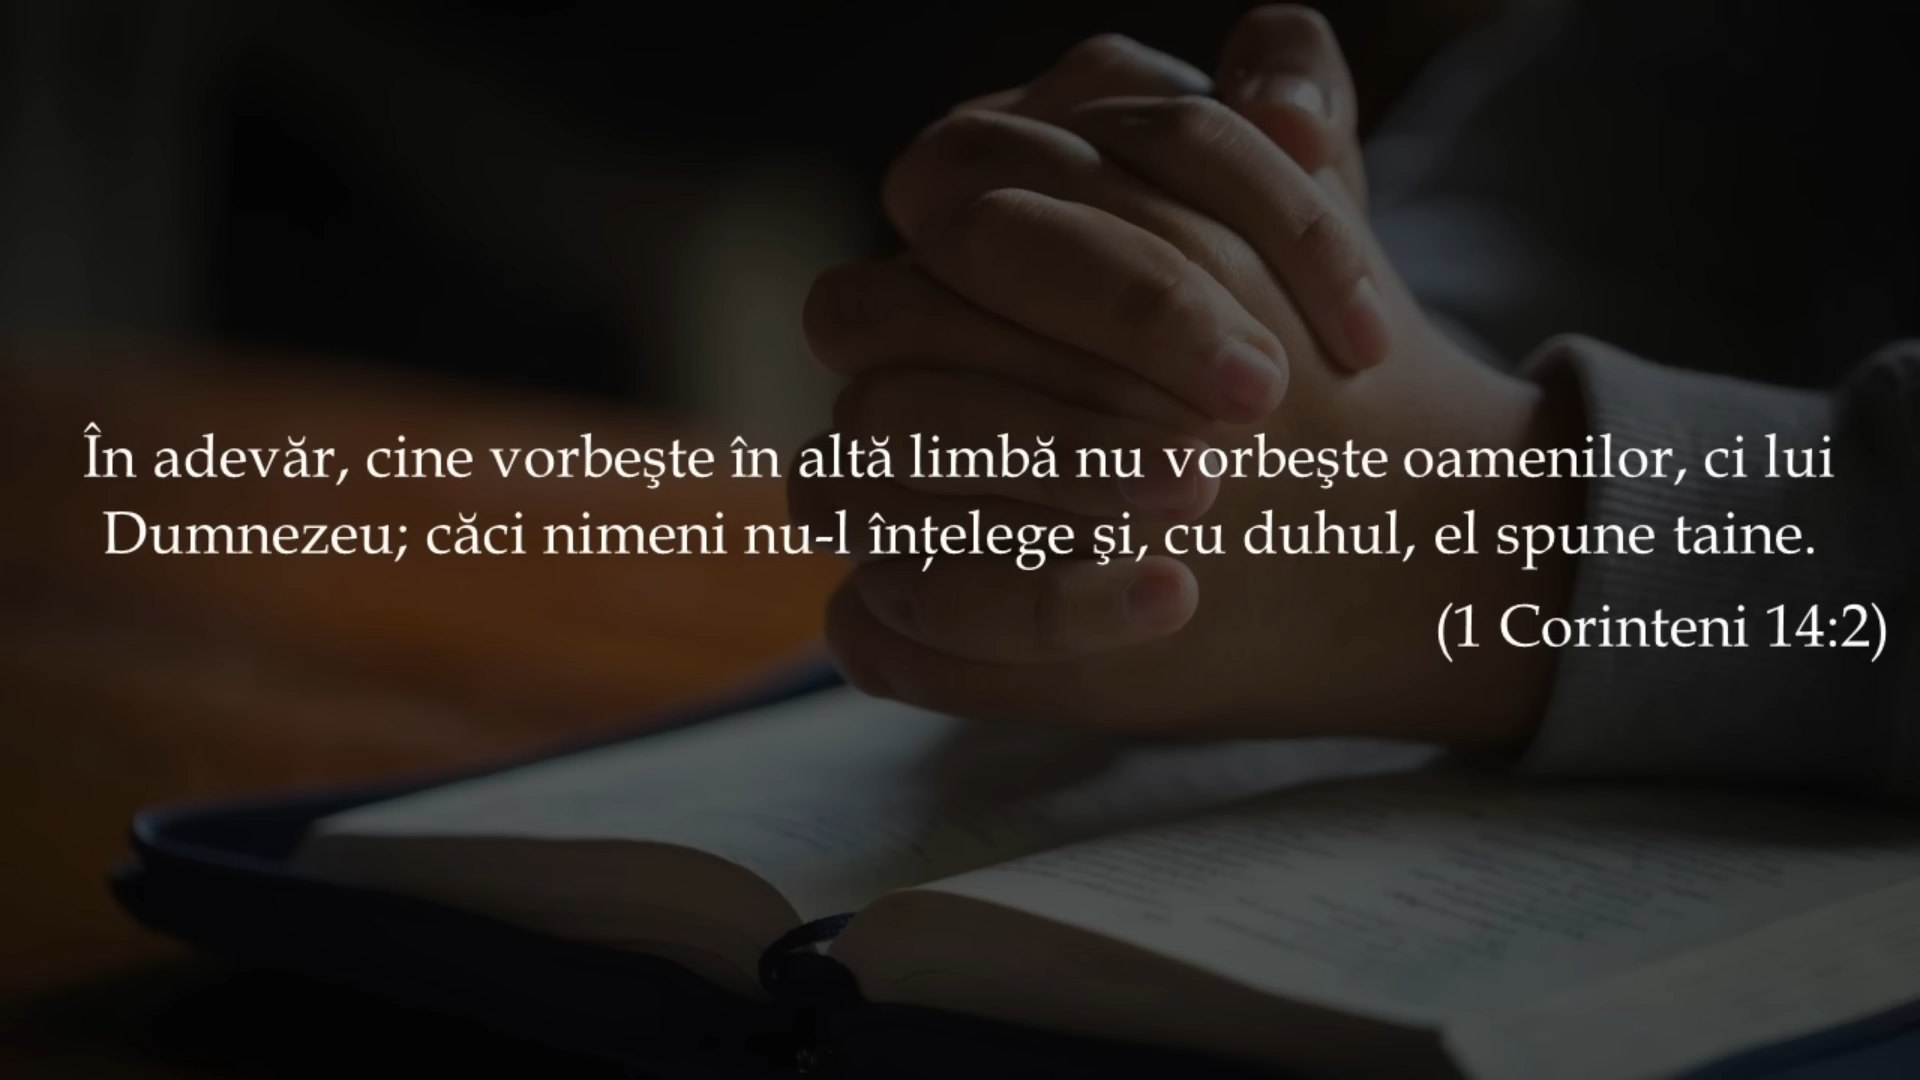 În adevăr, cine vorbeşte în altă limbă nu vorbeşte oamenilor, ci lui
Dumnezeu; căci nimeni nu-l înțelege şi, cu duhul, el spune taine.
(1 Corinteni 14:2)